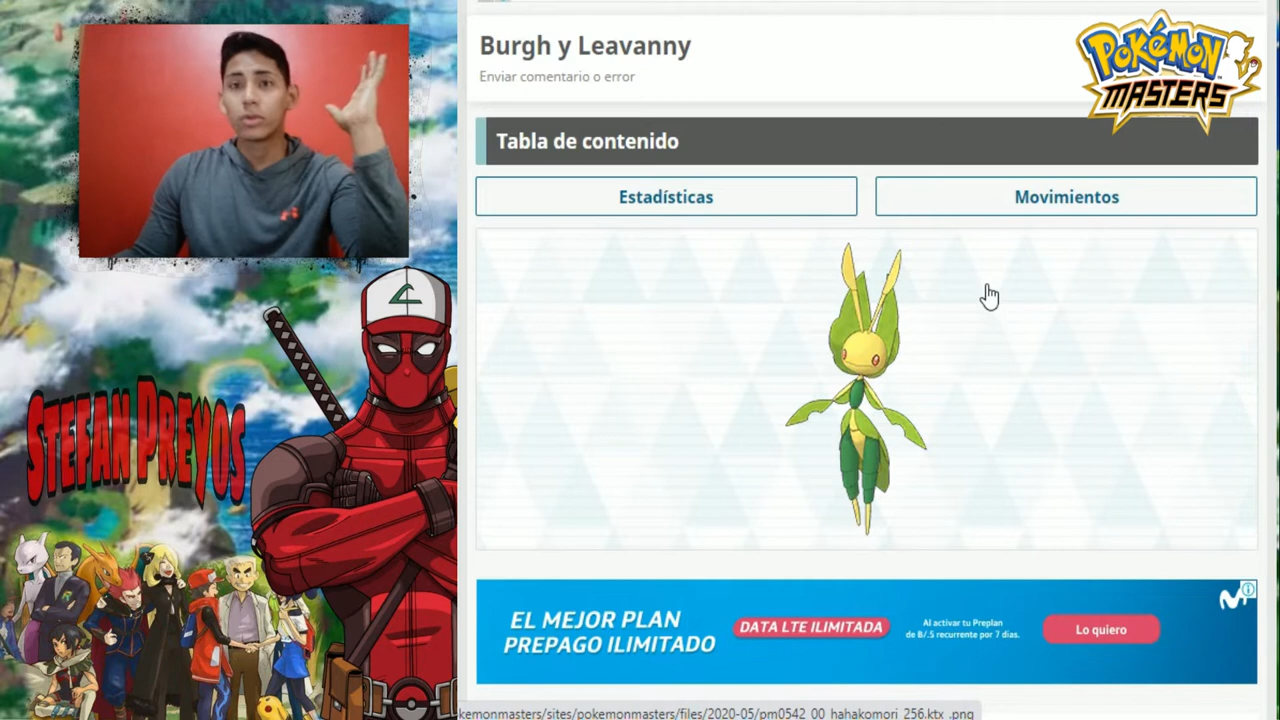 Burgh y Leavanny
Enviar comentario o error
POKÉMON
MASTERS
Tabla de contenido
Estadísticas
Movimientos
STEFAN PREYOS
EL MEJOR PLAN
PREPAGO ILIMITADO
DATA LTE ILIMITADA
Al activar tu Preplan
de B/.5 recurrente por 7 días.
Lo quiero
kemonmasters/sites/pokemonmasters/files/2020-05/pm0542_00_hahakomori_256.ktx_.png